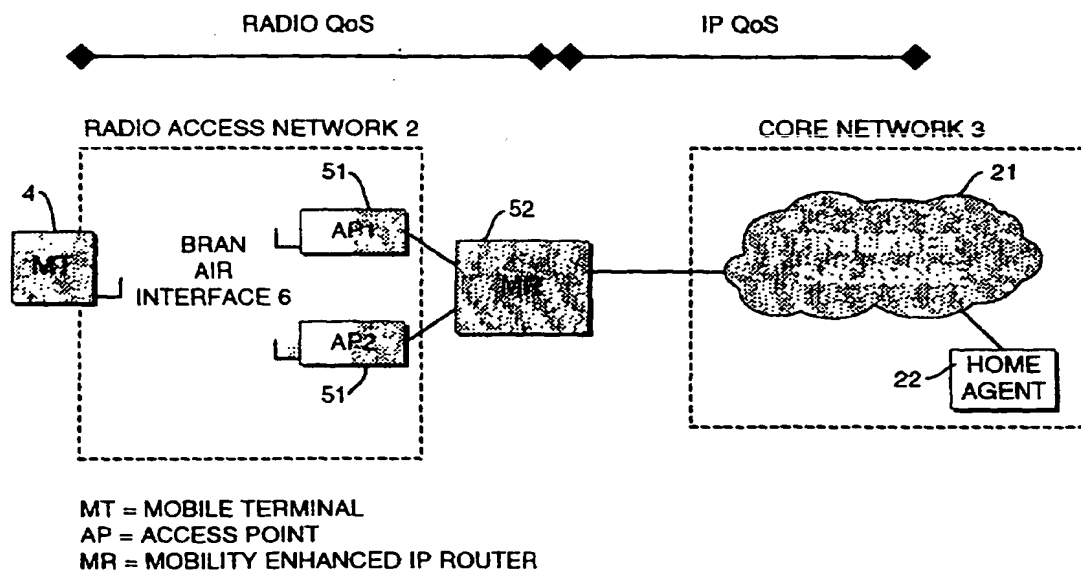 RADIO QoS
IP QoS
RADIO ACCESS NETWORK 2
CORE NETWORK 3
4
51
52
21
MT
BRAN
AIR
INTERFACE 6
AP1
MR
AP2
51
22
HOME
AGENT
MT = MOBILE TERMINAL
AP = ACCESS POINT
MR = MOBILITY ENHANCED IP ROUTER